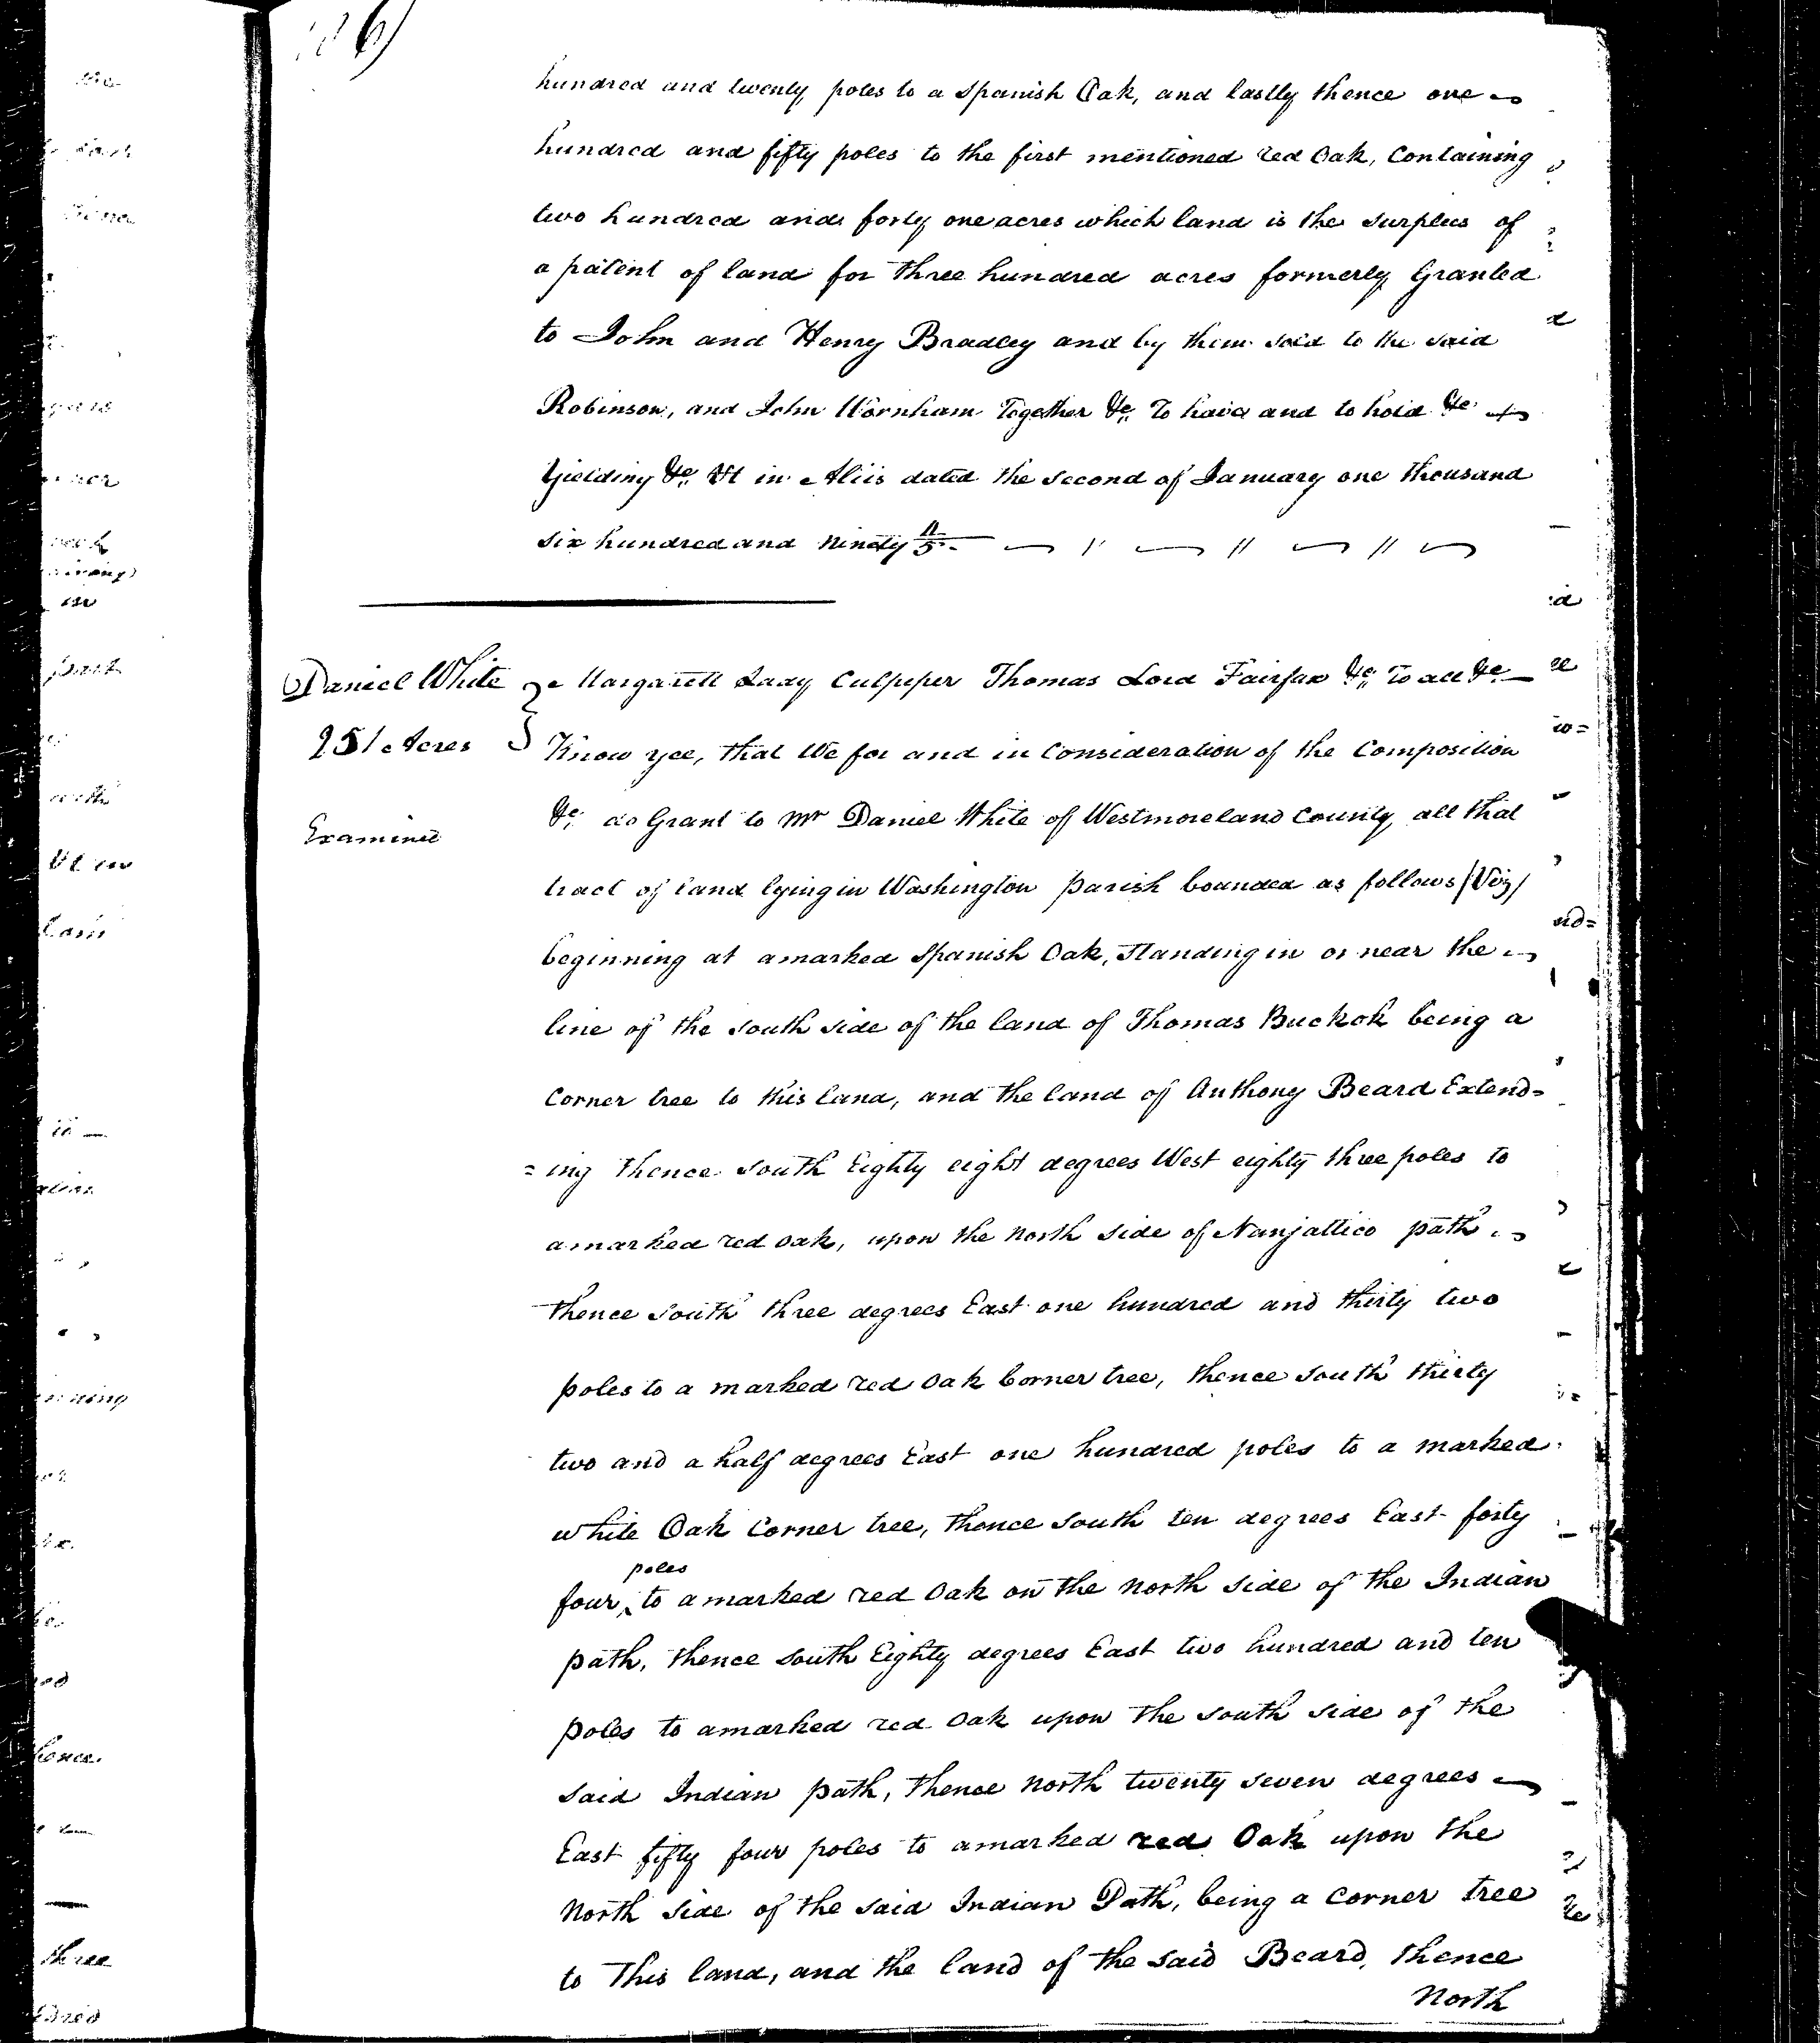 hundred and twenty poles to a Spanish Oak, and lastly thence one
hundred and fifty poles to the first mentioned red Oak, Containing
two hundred and forty one acres which land is the surplus of
a patent of land for three hundred acres formerly Granted
to John and Henry Bradley and by them sold to the said
Robinson, and John Wornham Together &c. To have and to hold &c.
Yielding &c. Ut in Aliis dated the second of January one thousand
six hundred and Ninety 4/5
Daniel White
251 Acres
Examined
Margarett Lady Culpeper Thomas Lord Fairfax &c. To all &c.
Know yee, that We for and in Consideration of the Composition
&c. do Grant to Mr Daniel White of Westmoreland County all that
tract of land lying in Washington parish bounded as follows (Viz)
beginning at a marked Spanish Oak, standing in or near the
line of the south side of the land of Thomas Buckok being a
Corner tree to this land, and the land of Anthony Beard Extend=
=ing thence south Eighty eight degrees West eighty three poles to
a marked red oak, upon the North side of Nanjattico path
thence south three degrees East one hundred and thirty two
poles to a marked red oak Corner tree, thence south thirty
two and a half degrees East one hundred poles to a marked
white Oak Corner tree, thence south ten degrees East forty
poles
four to a marked red oak on the north side of the Indian
path, thence south Eighty degrees East two hundred and ten
poles to a marked red oak upon the south side of the
said Indian path, thence north twenty seven degrees
East fifty four poles to a marked red Oak upon the
North side of the said Indian Path, being a corner tree
to This land, and the land of the said Beard, thence
North